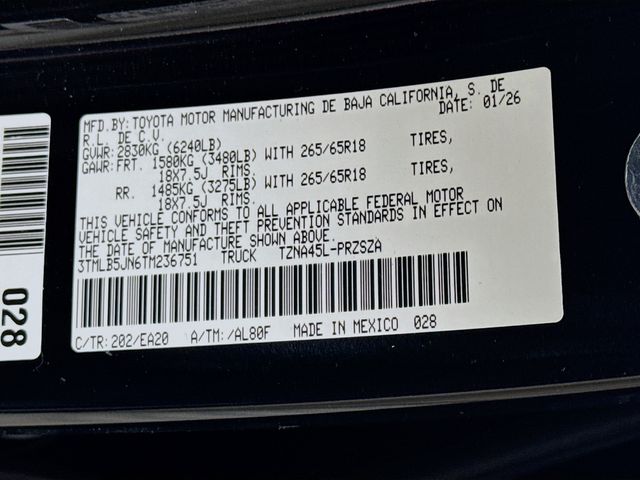 MFD.BY:TOYOTA MOTOR MANUFACTURING DE BAJA CALIFORNIA, S. DE
R.L. DE C.V. DATE: 01/26
GVWR:2830KG (6240LB)
GAWR:FRT. 1580KG (3480LB) WITH 265/65R18 TIRES,
18X7.5J RIMS.
RR. 1485KG (3275LB) WITH 265/65R18 TIRES,
18X7.5J RIMS.
THIS VEHICLE CONFORMS TO ALL APPLICABLE FEDERAL MOTOR
VEHICLE SAFETY AND THEFT PREVENTION STANDARDS IN EFFECT ON
THE DATE OF MANUFACTURE SHOWN ABOVE.
3TMLB5JN6TM236751 TRUCK TZNA45L-PRZSZA
C/TR:202/EA20 A/TM:/AL80F MADE IN MEXICO 028
028